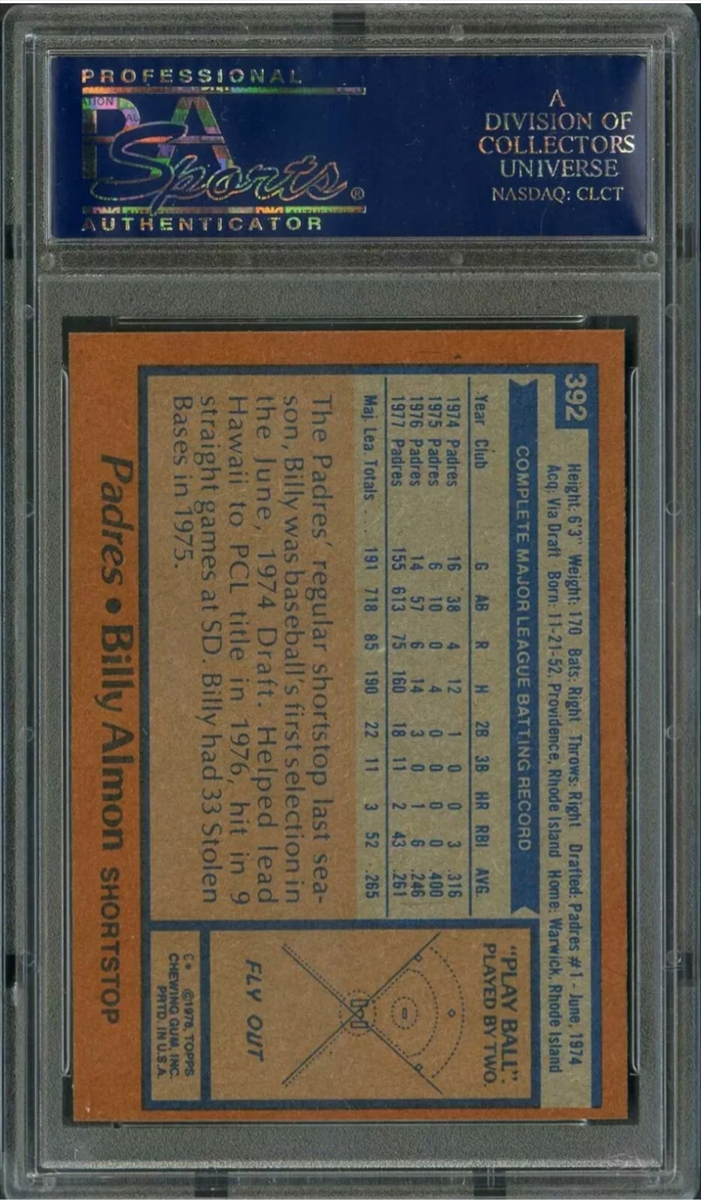 PROFESSIONAL
PSA
Sports®
AUTHENTICATOR
A
DIVISION OF
COLLECTORS
UNIVERSE
NASDAQ: CLCT
392
Height: 6'3" Weight: 170 Bats: Right Throws: Right Drafted: Padres #1 - June, 1974
Acq: Via Draft Born: 11-21-52, Providence, Rhode Island Home: Warwick, Rhode Island
COMPLETE MAJOR LEAGUE BATTING RECORD
Year Club G AB R H 2B 3B HR RBI AVG.
1974 Padres 16 38 4 12 1 0 0 3 .316
1975 Padres 6 10 0 4 0 0 0 0 .400
1976 Padres 14 57 6 14 3 0 1 6 .246
1977 Padres 155 613 75 160 18 11 2 43 .261
Maj. Lea Totals . . . 191 718 85 190 22 11 3 52 .265
The Padres' regular shortstop last sea-
son, Billy was baseball's first selection in
the June, 1974 Draft. Helped lead
Hawaii to PCL title in 1976, hit in 9
straight games at SD. Billy had 33 Stolen
Bases in 1975.
"PLAY BALL"
PLAYED BY TWO.
FLY OUT
C* ©1978, TOPPS
CHEWING GUM, INC.
PRTD. IN U.S.A.
Padres • Billy Almon SHORTSTOP